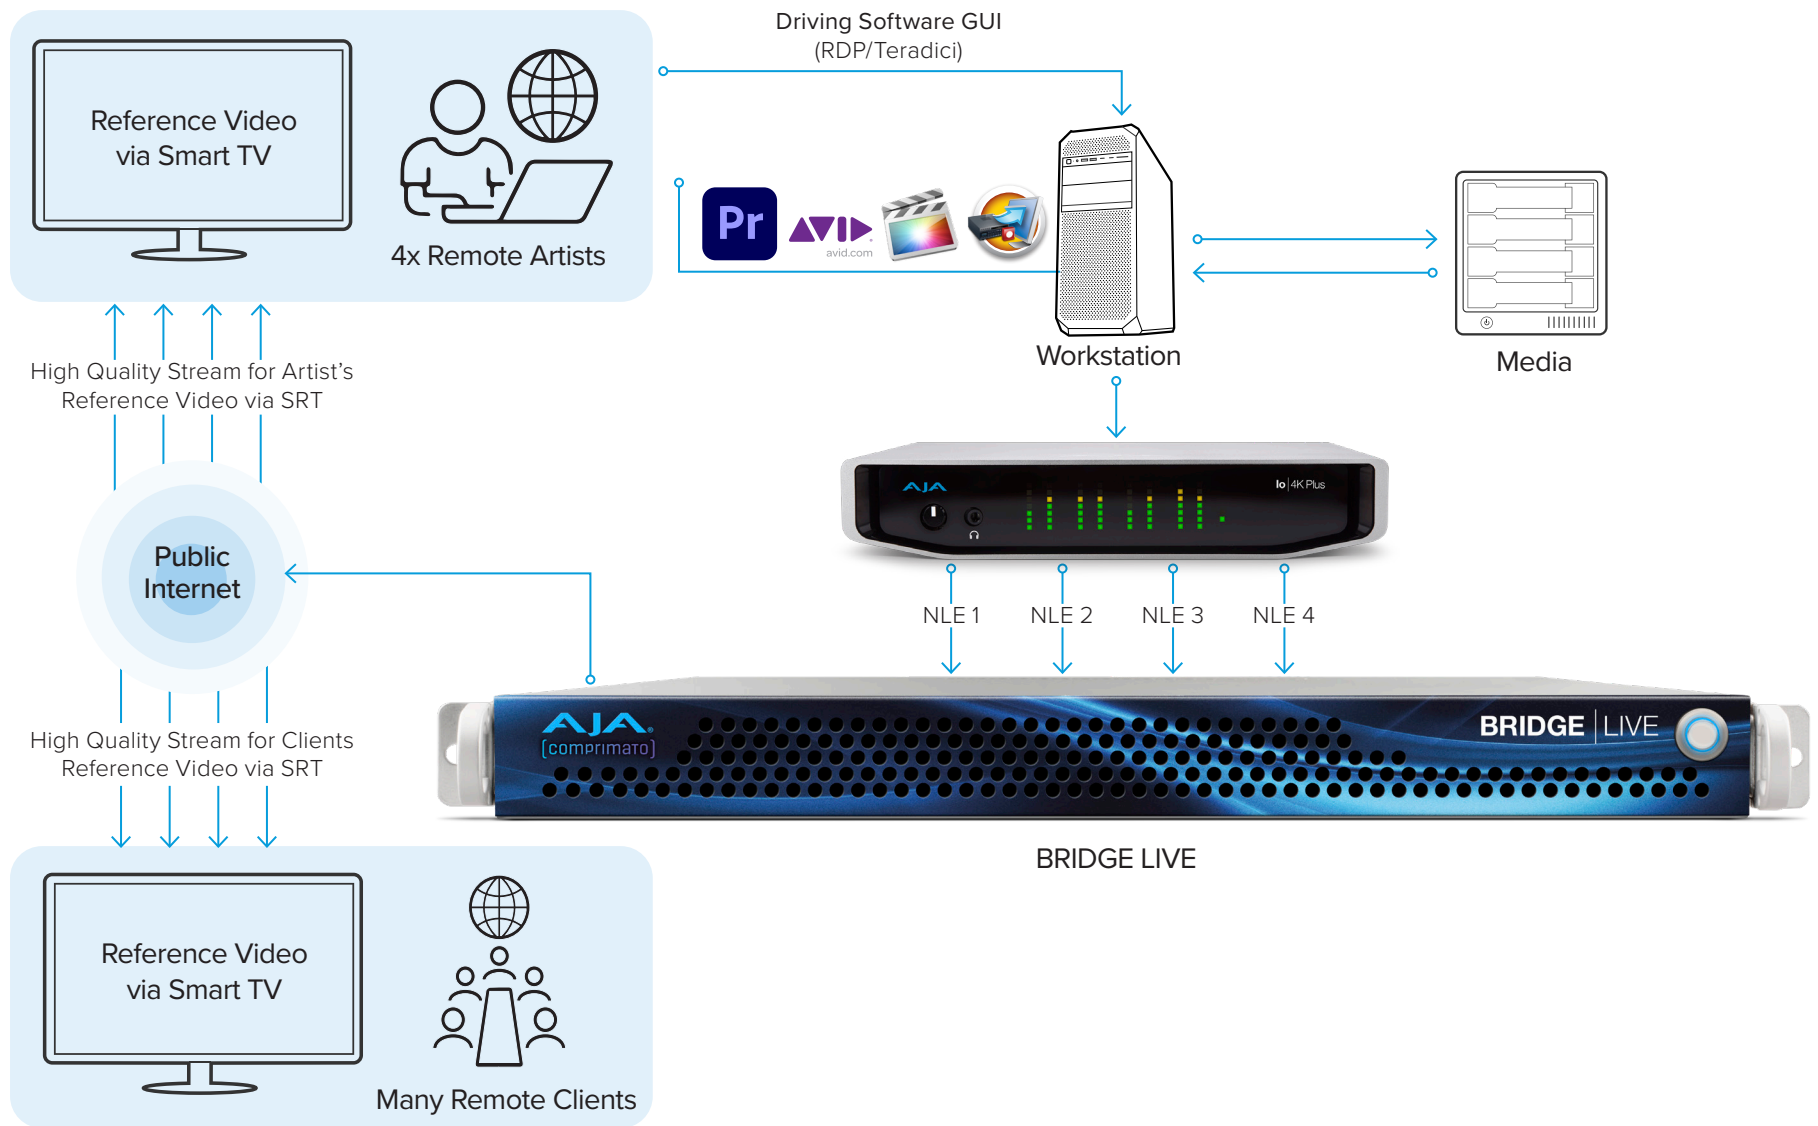 Driving Software GUI
(RDP/Teradici)
Reference Video
via Smart TV
4x Remote Artists
Pr
AVID
avid.com
Workstation
Media
High Quality Stream for Artist’s
Reference Video via SRT
AJA
Io 4K Plus
Public
Internet
NLE 1
NLE 2
NLE 3
NLE 4
High Quality Stream for Clients
Reference Video via SRT
AJA
[comprimato]
BRIDGE LIVE
BRIDGE LIVE
Reference Video
via Smart TV
Many Remote Clients